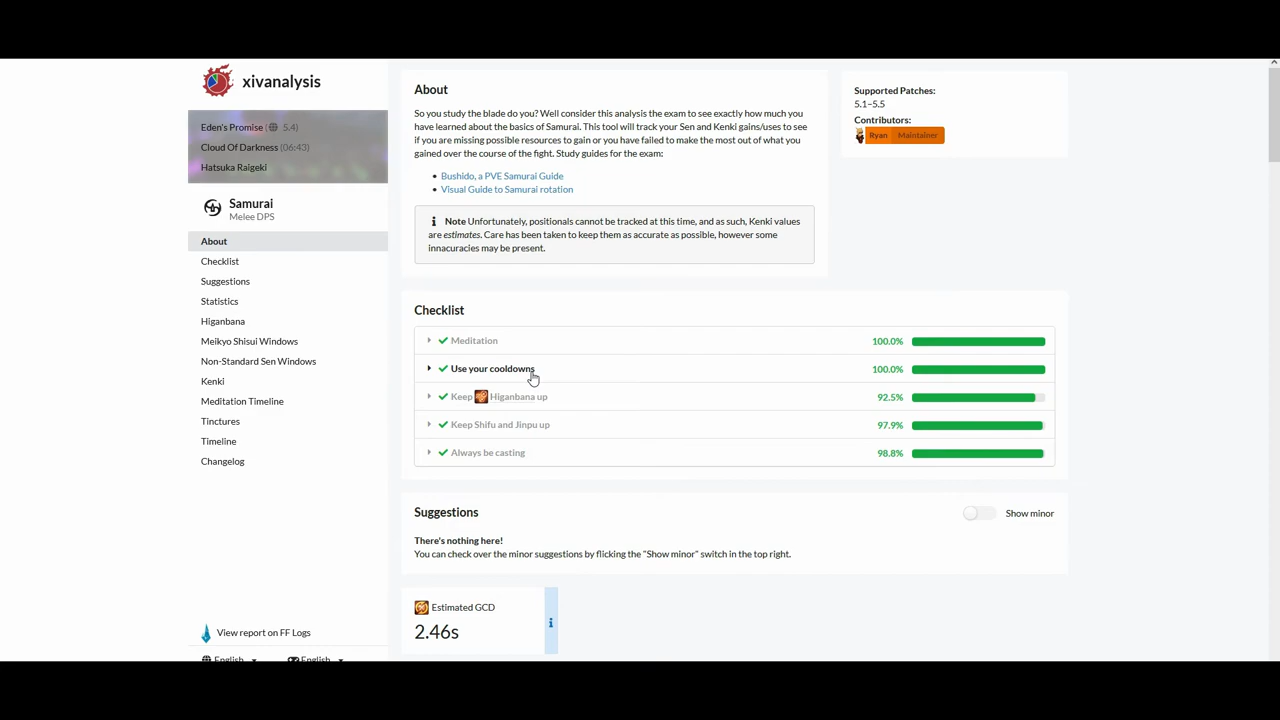 xivanalysis
Eden's Promise ( 5.4)
Cloud Of Darkness (06:43)
Hatsuka Raigeki
Samurai
Melee DPS
About
Checklist
Suggestions
Statistics
Higanbana
Meikyo Shisui Windows
Non-Standard Sen Windows
Kenki
Meditation Timeline
Tinctures
Timeline
Changelog
View report on FF Logs
English
English
About
So you study the blade do you? Well consider this analysis the exam to see exactly how much you
have learned about the basics of Samurai. This tool will track your Sen and Kenki gains/uses to see
if you are missing possible resources to gain or you have failed to make the most out of what you
gained over the course of the fight. Study guides for the exam:
Bushido, a PVE Samurai Guide
Visual Guide to Samurai rotation
Note Unfortunately, positionals cannot be tracked at this time, and as such, Kenki values
are estimates. Care has been taken to keep them as accurate as possible, however some
innacuracies may be present.
Supported Patches:
5.1–5.5
Contributors:
Ryan Maintainer
Checklist
Meditation 100.0%
Use your cooldowns 100.0%
Keep Higanbana up 92.5%
Keep Shifu and Jinpu up 97.9%
Always be casting 98.8%
Suggestions
Show minor
There's nothing here!
You can check over the minor suggestions by flicking the "Show minor" switch in the top right.
Estimated GCD
2.46s